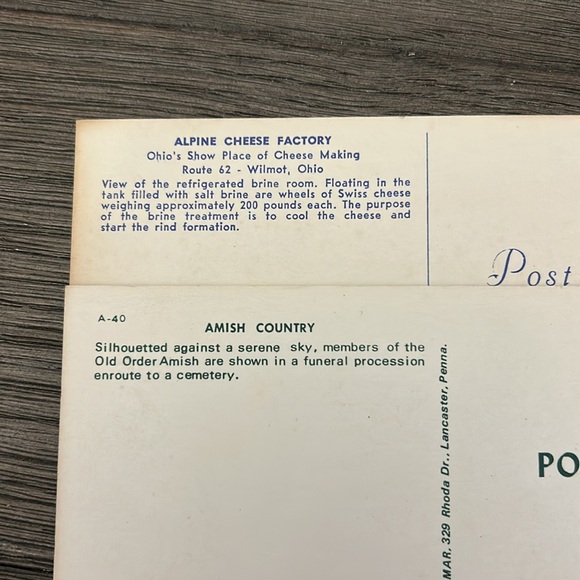 ALPINE CHEESE FACTORY
Ohio's Show Place of Cheese Making
Route 62 - Wilmot, Ohio
View of the refrigerated brine room. Floating in the
tank filled with salt brine are wheels of Swiss cheese
weighing approximately 200 pounds each. The purpose
of the brine treatment is to cool the cheese and
start the rind formation.
Post
A-40
AMISH COUNTRY
Silhouetted against a serene sky, members of the
Old Order Amish are shown in a funeral procession
enroute to a cemetery.
MAR. 329 Rhoda Dr., Lancaster, Penna.
PO